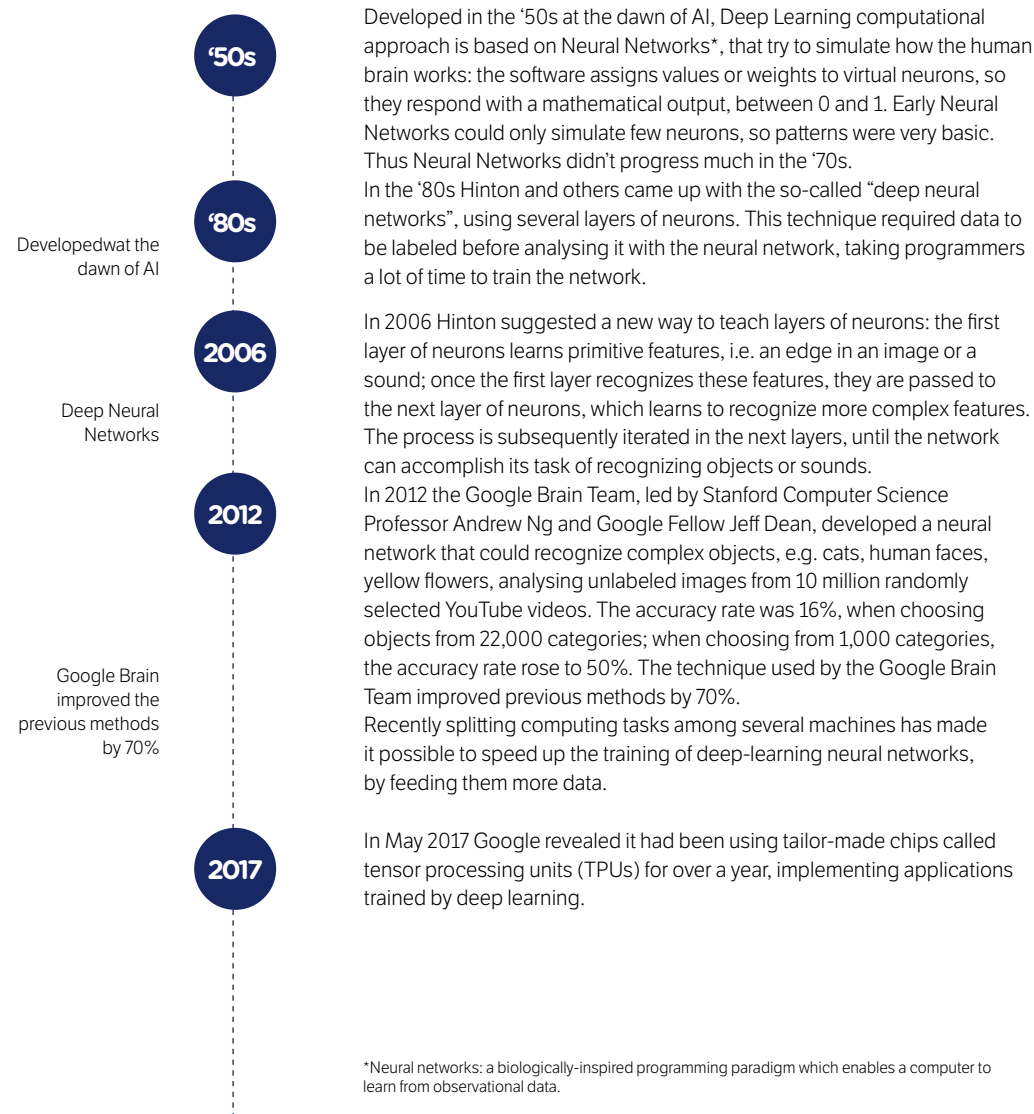 ‘50s
Developed in the ‘50s at the dawn of AI, Deep Learning computational
approach is based on Neural Networks*, that try to simulate how the human
brain works: the software assigns values or weights to virtual neurons, so
they respond with a mathematical output, between 0 and 1. Early Neural
Networks could only simulate few neurons, so patterns were very basic.
Thus Neural Networks didn’t progress much in the ‘70s.
‘80s
Developedwat the
dawn of AI
In the ‘80s Hinton and others came up with the so-called “deep neural
networks”, using several layers of neurons. This technique required data to
be labeled before analysing it with the neural network, taking programmers
a lot of time to train the network.
2006
Deep Neural
Networks
In 2006 Hinton suggested a new way to teach layers of neurons: the first
layer of neurons learns primitive features, i.e. an edge in an image or a
sound; once the first layer recognizes these features, they are passed to
the next layer of neurons, which learns to recognize more complex features.
The process is subsequently iterated in the next layers, until the network
can accomplish its task of recognizing objects or sounds.
2012
In 2012 the Google Brain Team, led by Stanford Computer Science
Professor Andrew Ng and Google Fellow Jeff Dean, developed a neural
network that could recognize complex objects, e.g. cats, human faces,
yellow flowers, analysing unlabeled images from 10 million randomly
selected YouTube videos. The accuracy rate was 16%, when choosing
objects from 22,000 categories; when choosing from 1,000 categories,
the accuracy rate rose to 50%. The technique used by the Google Brain
Team improved previous methods by 70%.
Google Brain
improved the
previous methods
by 70%
Recently splitting computing tasks among several machines has made
it possible to speed up the training of deep-learning neural networks,
by feeding them more data.
2017
In May 2017 Google revealed it had been using tailor-made chips called
tensor processing units (TPUs) for over a year, implementing applications
trained by deep learning.
*Neural networks: a biologically-inspired programming paradigm which enables a computer to
learn from observational data.